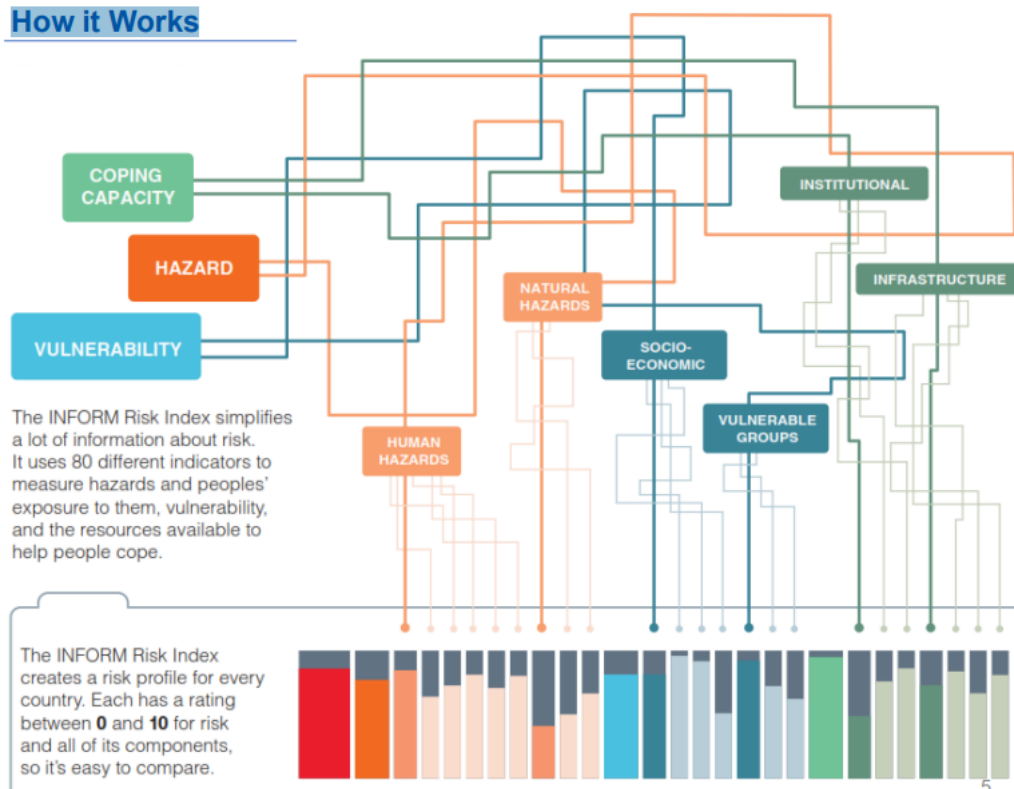 How it Works
COPING
CAPACITY
HAZARD
VULNERABILITY
INSTITUTIONAL
INFRASTRUCTURE
NATURAL
HAZARDS
SOCIO-
ECONOMIC
VULNERABLE
GROUPS
HUMAN
HAZARDS
The INFORM Risk Index simplifies
a lot of information about risk.
It uses 80 different indicators to
measure hazards and peoples'
exposure to them, vulnerability,
and the resources available to
help people cope.
The INFORM Risk Index
creates a risk profile for every
country. Each has a rating
between 0 and 10 for risk
and all of its components,
so it's easy to compare.
5